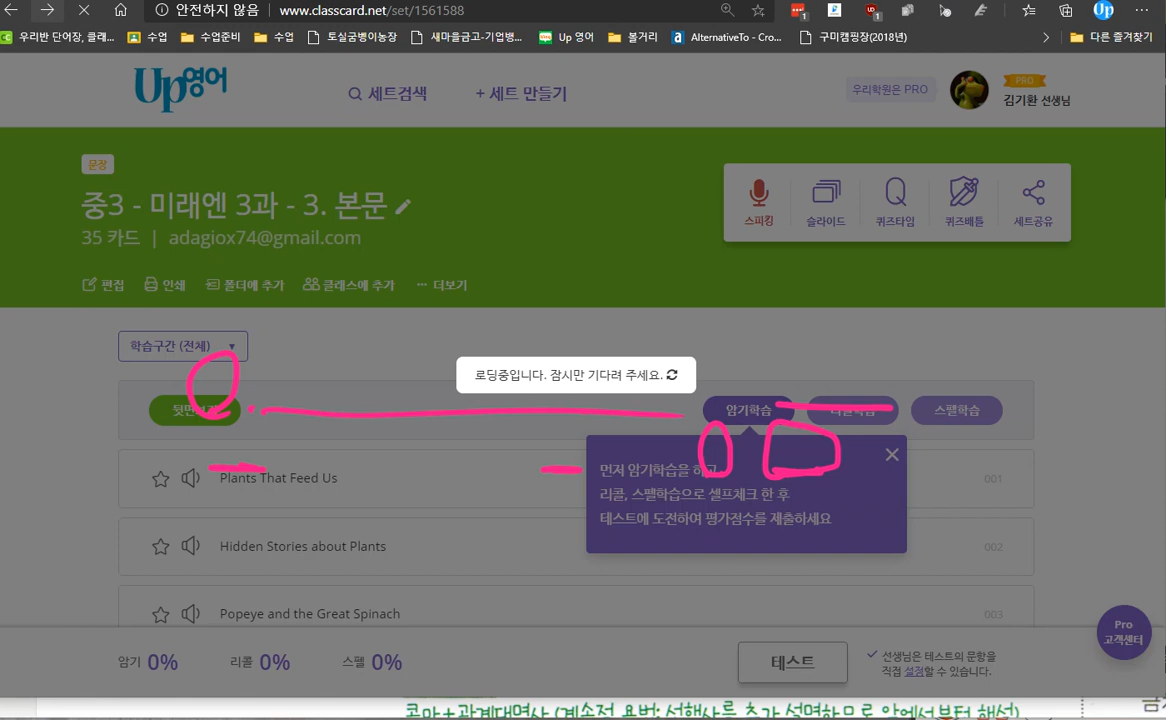 안전하지 않음 www.classcard.net/set/1561588 Up
우리반 단어장, 클래... 수업 수업준비 수업 토실굼벵이농장 새마을금고-기업뱅... Up 영어 볼거리 AlternativeTo - Cro... 구미캠핑장(2018년) 다른 즐겨찾기
Up영어 세트검색 + 세트 만들기 우리학원은 PRO PRO
김기환 선생님
문장
중3 - 미래엔 3과 - 3. 본문
35 카드 | adagiox74@gmail.com
스피킹 슬라이드 퀴즈타임 퀴즈배틀 세트공유
편집 인쇄 폴더에 추가 클래스에 추가 ··· 더보기
학습구간 (전체) ▼
로딩중입니다. 잠시만 기다려 주세요.
암기학습 스펠학습
먼저 암기학습을 하고,
리콜, 스펠학습으로 셀프체크 한 후
테스트에 도전하여 평가점수를 제출하세요
Plants That Feed Us 001
Hidden Stories about Plants 002
Popeye and the Great Spinach 003
Pro
고객센터
암기 0% 리콜 0% 스펠 0% 테스트
선생님은 테스트의 문항을
직접 설정할 수 있습니다.